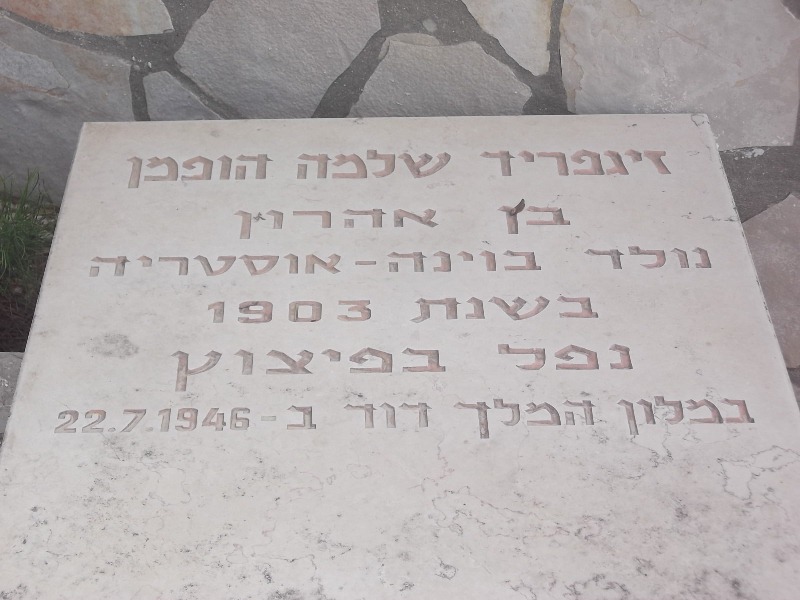 זיגפריד שלמה הופמן
בן אהרון
נולד בוינה-אוסטריה
בשנת 1903
נפל בפיצוץ
במלון המלך דוד ב-22.7.1946